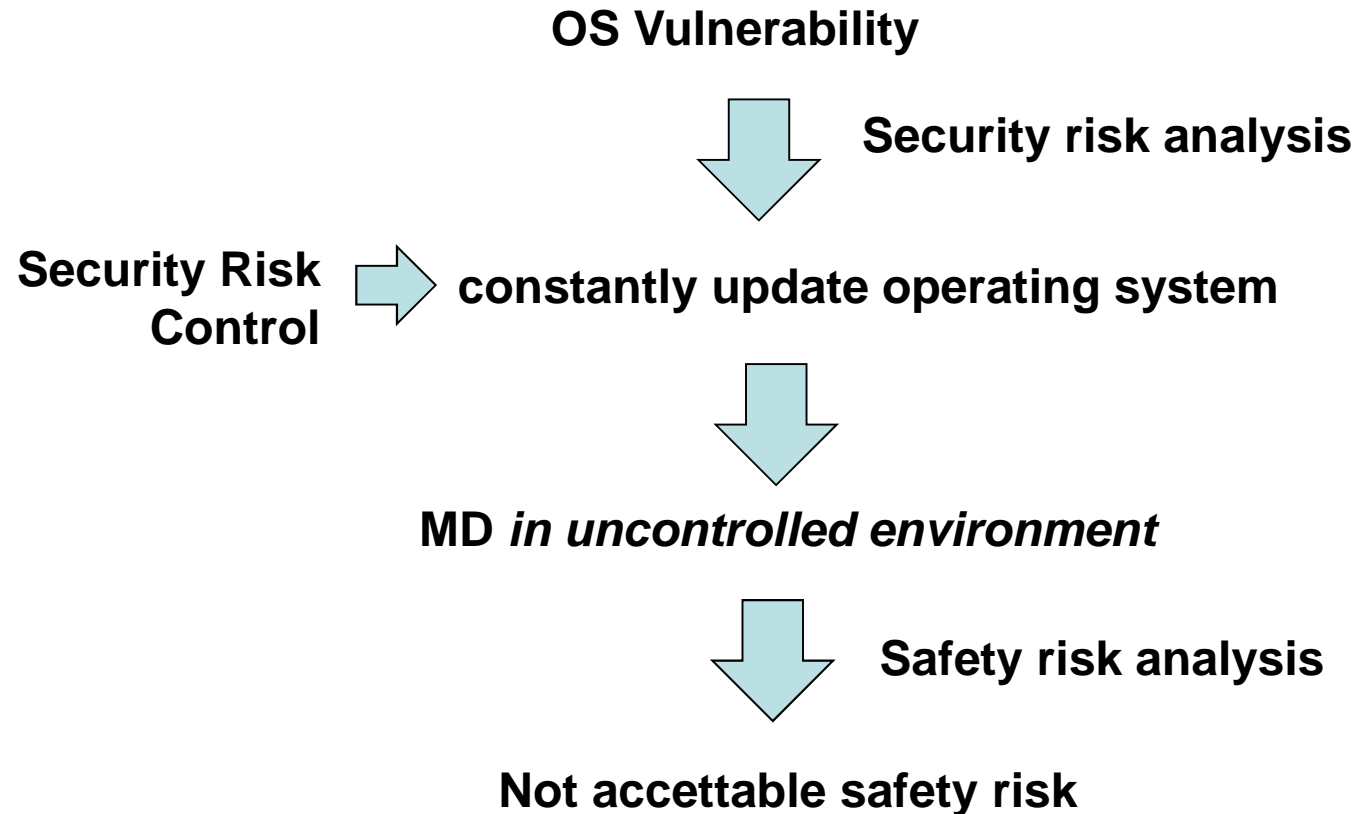 OS Vulnerability
Security risk analysis
Security Risk
Control
constantly update operating system
MD in uncontrolled environment
Safety risk analysis
Not accettable safety risk